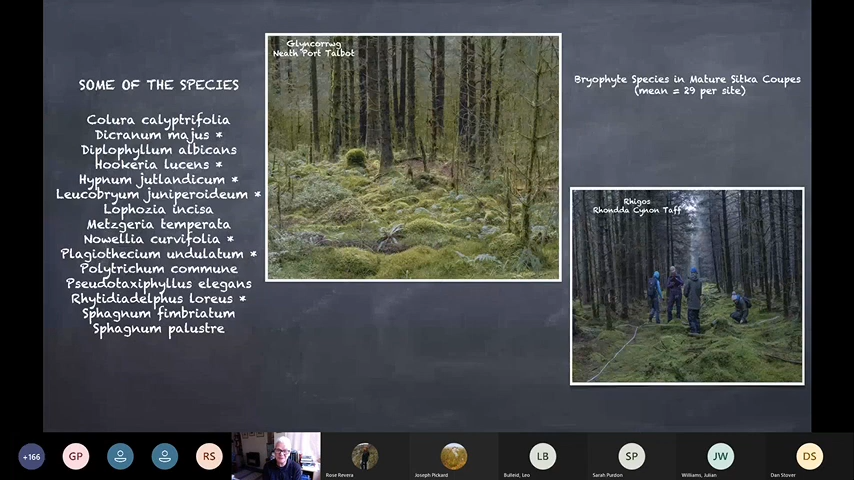 SOME OF THE SPECIES
Colura calyptrifolia
Dicranum majus *
Diplophyllum albicans
Hookeria lucens *
Hypnum jutlandicum *
Leucobryum juniperoideum *
Lophozia incisa
Metzgeria temperata
Nowellia curvifolia *
Plagiothecium undulatum *
Polytrichum commune
Pseudotaxiphyllus elegans
Rhytidiadelphus loreus *
Sphagnum fimbriatum
Sphagnum palustre
Glyncorrwg
Neath Port Talbot
Bryophyte Species in Mature Sitka Coupes
(mean = 29 per site)
Rhigos
Rhondda Cynon Taff
+166
GP
RS
Rose Revera
Joseph Pickard
LB
Bulleid, Leo
SP
Sarah Purdon
JW
Williams, Julian
DS
Dan Stover